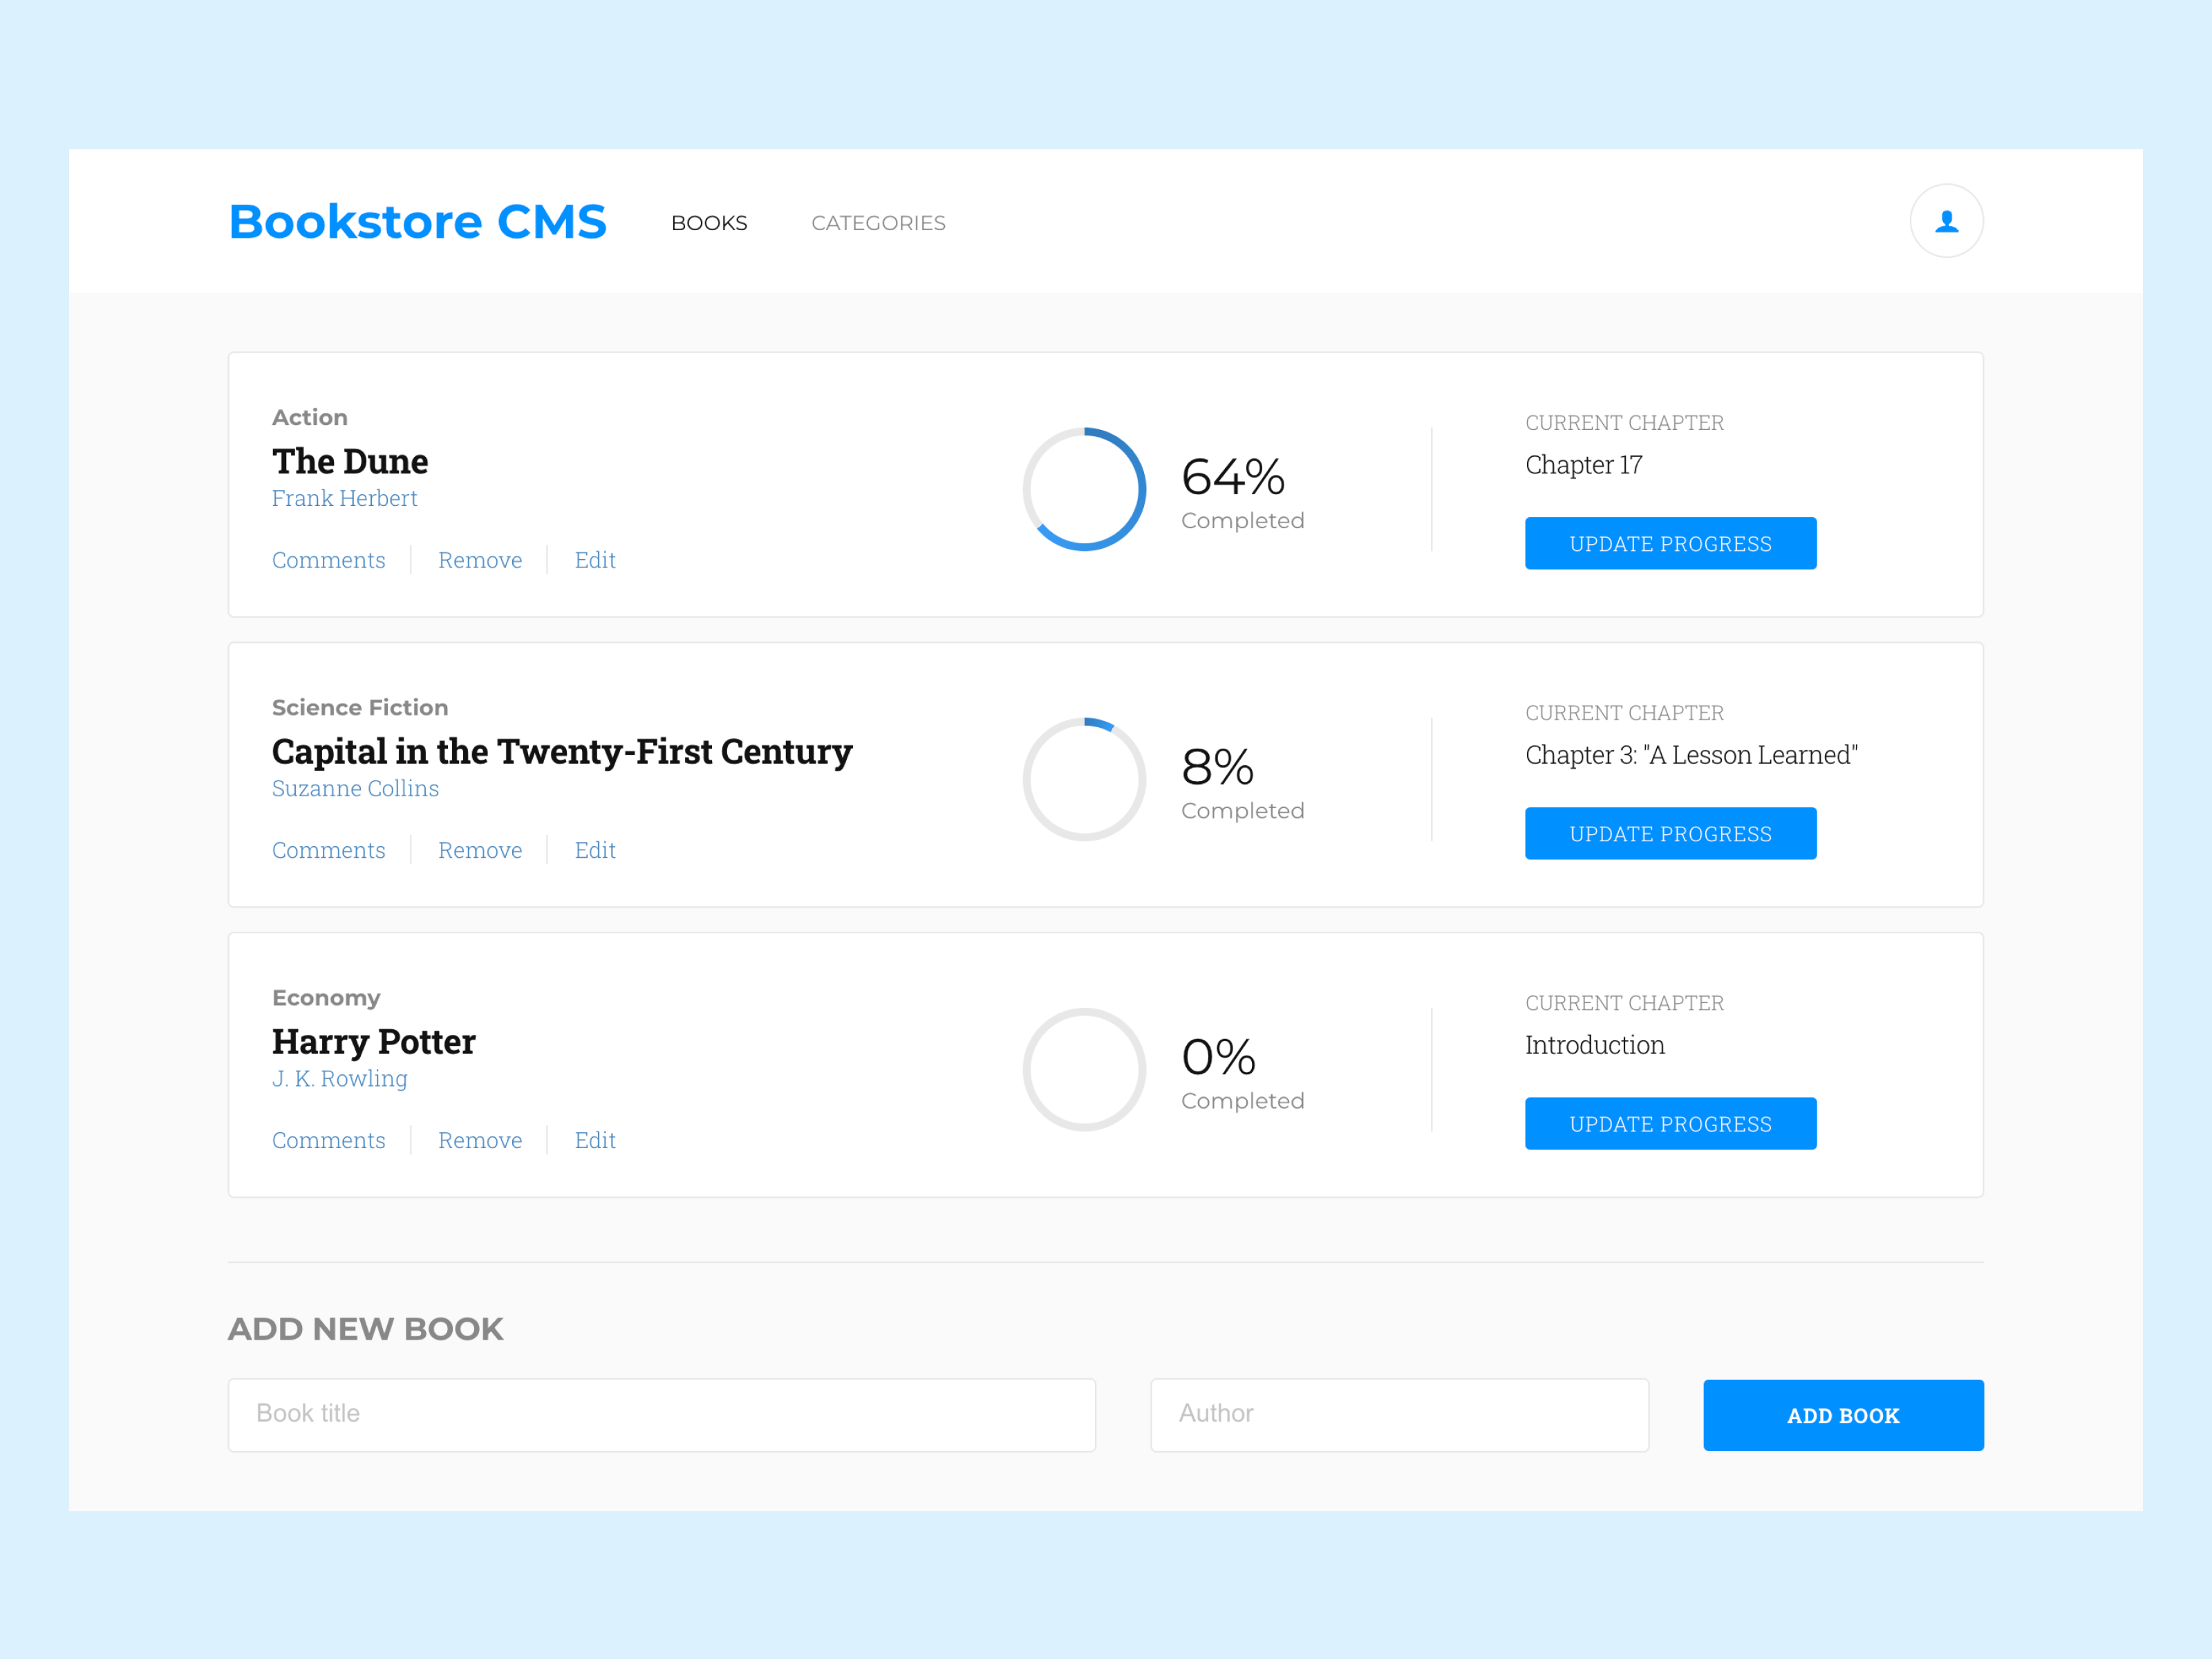 Bookstore CMS BOOKS CATEGORIES
Action
The Dune
Frank Herbert
Comments Remove Edit
64%
Completed
CURRENT CHAPTER
Chapter 17
UPDATE PROGRESS
Science Fiction
Capital in the Twenty-First Century
Suzanne Collins
Comments Remove Edit
8%
Completed
CURRENT CHAPTER
Chapter 3: "A Lesson Learned"
UPDATE PROGRESS
Economy
Harry Potter
J. K. Rowling
Comments Remove Edit
0%
Completed
CURRENT CHAPTER
Introduction
UPDATE PROGRESS
ADD NEW BOOK
Book title Author ADD BOOK